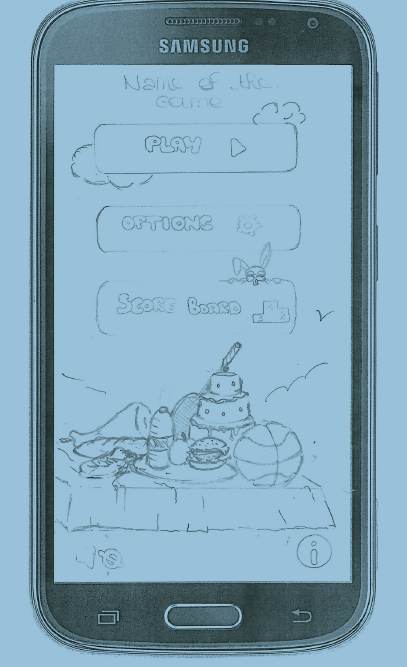 SAMSUNG
Name of the
game
PLAY
OPTIONS
SCORE BOARD
i